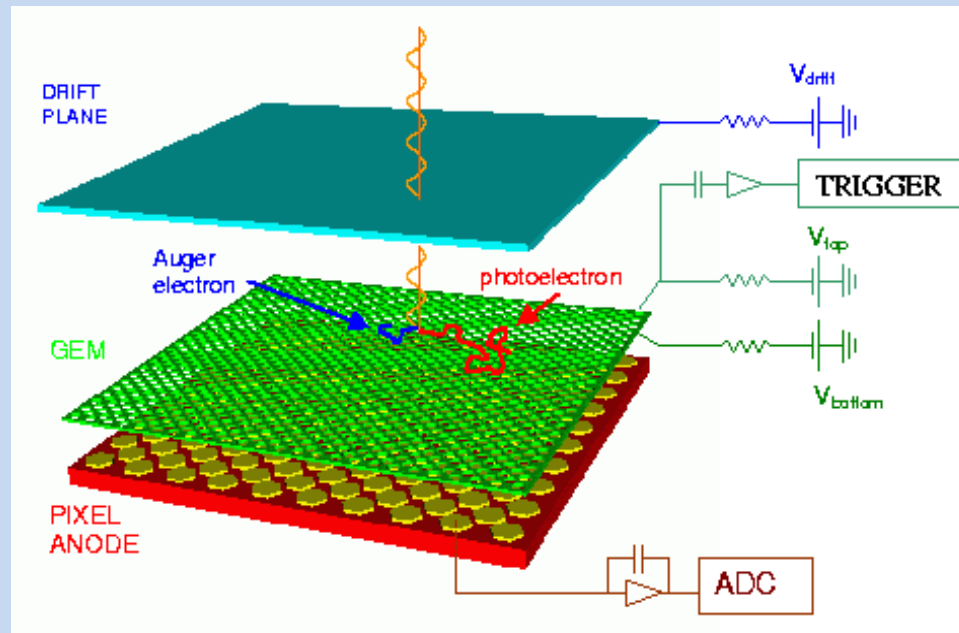 DRIFT
PLANE
Vdrift
TRIGGER
Auger
electron
photoelectron
Vtop
GEM
Vbottom
PIXEL
ANODE
ADC